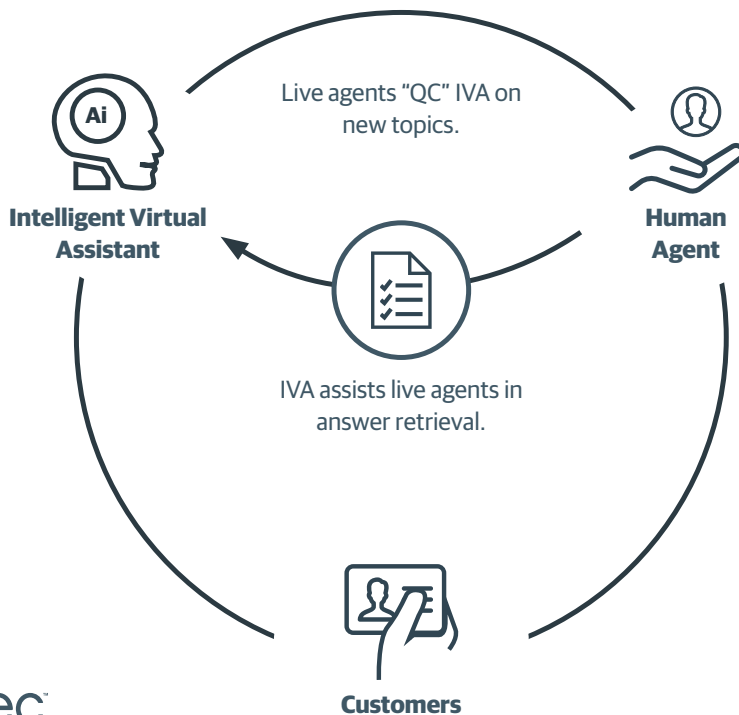 Ai
Live agents “QC” IVA on
new topics.
Intelligent Virtual
Assistant
Human
Agent
IVA assists live agents in
answer retrieval.
Customers